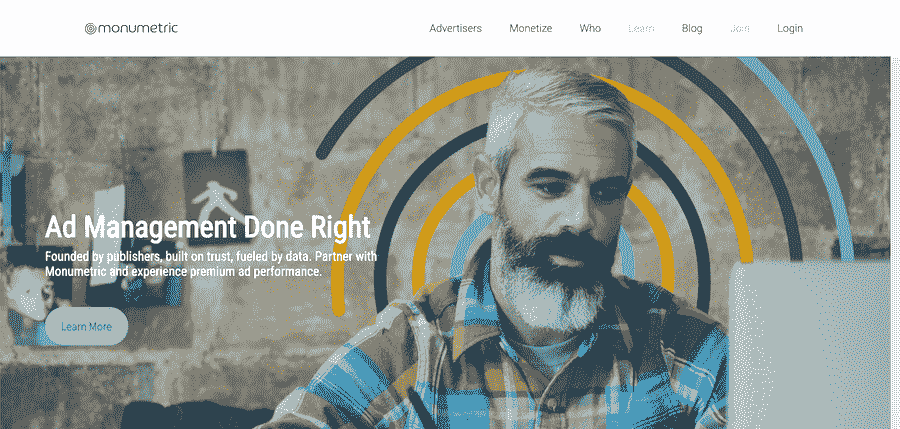 monumetric
Advertisers Monetize Who Learn Blog Join Login
Ad Management Done Right
Founded by publishers, built on trust, fueled by data. Partner with
Monumetric and experience premium ad performance.
Learn More